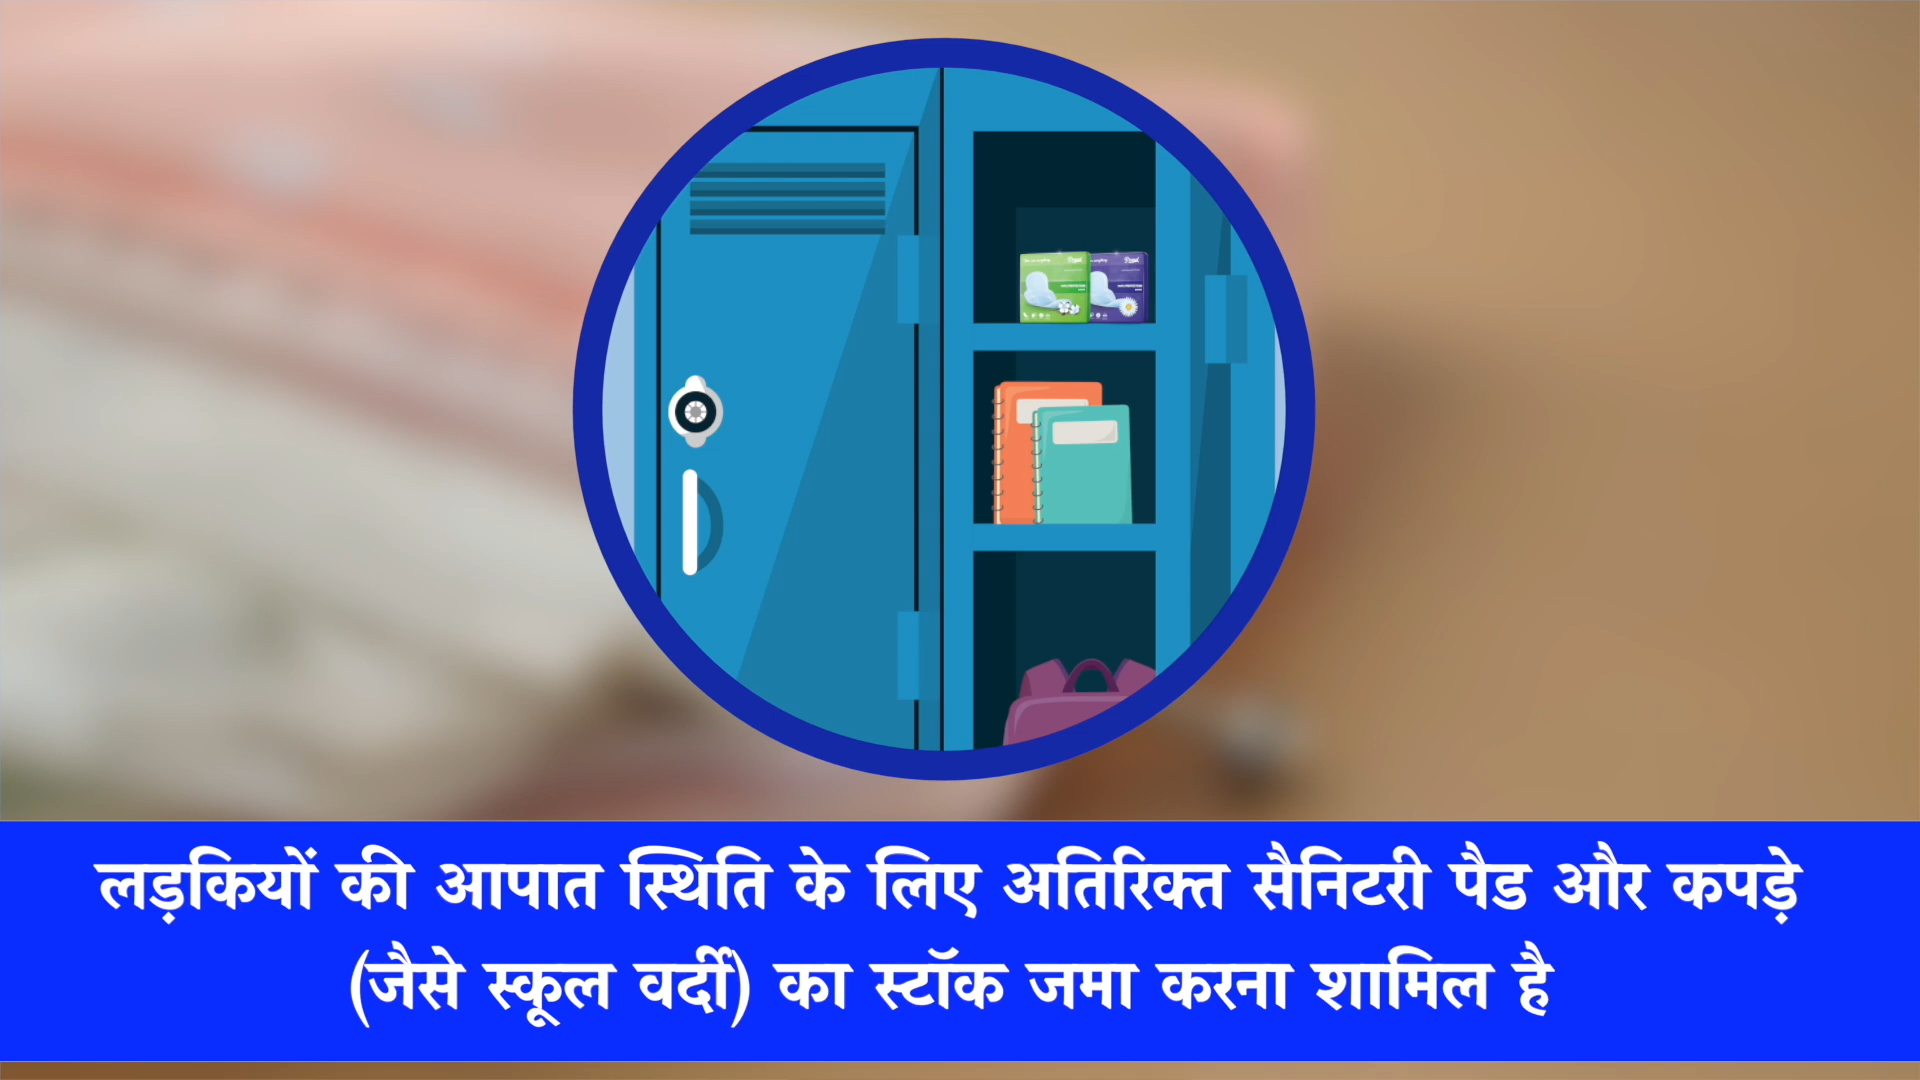 लड़कियों की आपात स्थिति के लिए अतिरिक्त सैनिटरी पैड और कपड़े
(जैसे स्कूल वर्दी) का स्टॉक जमा करना शामिल है